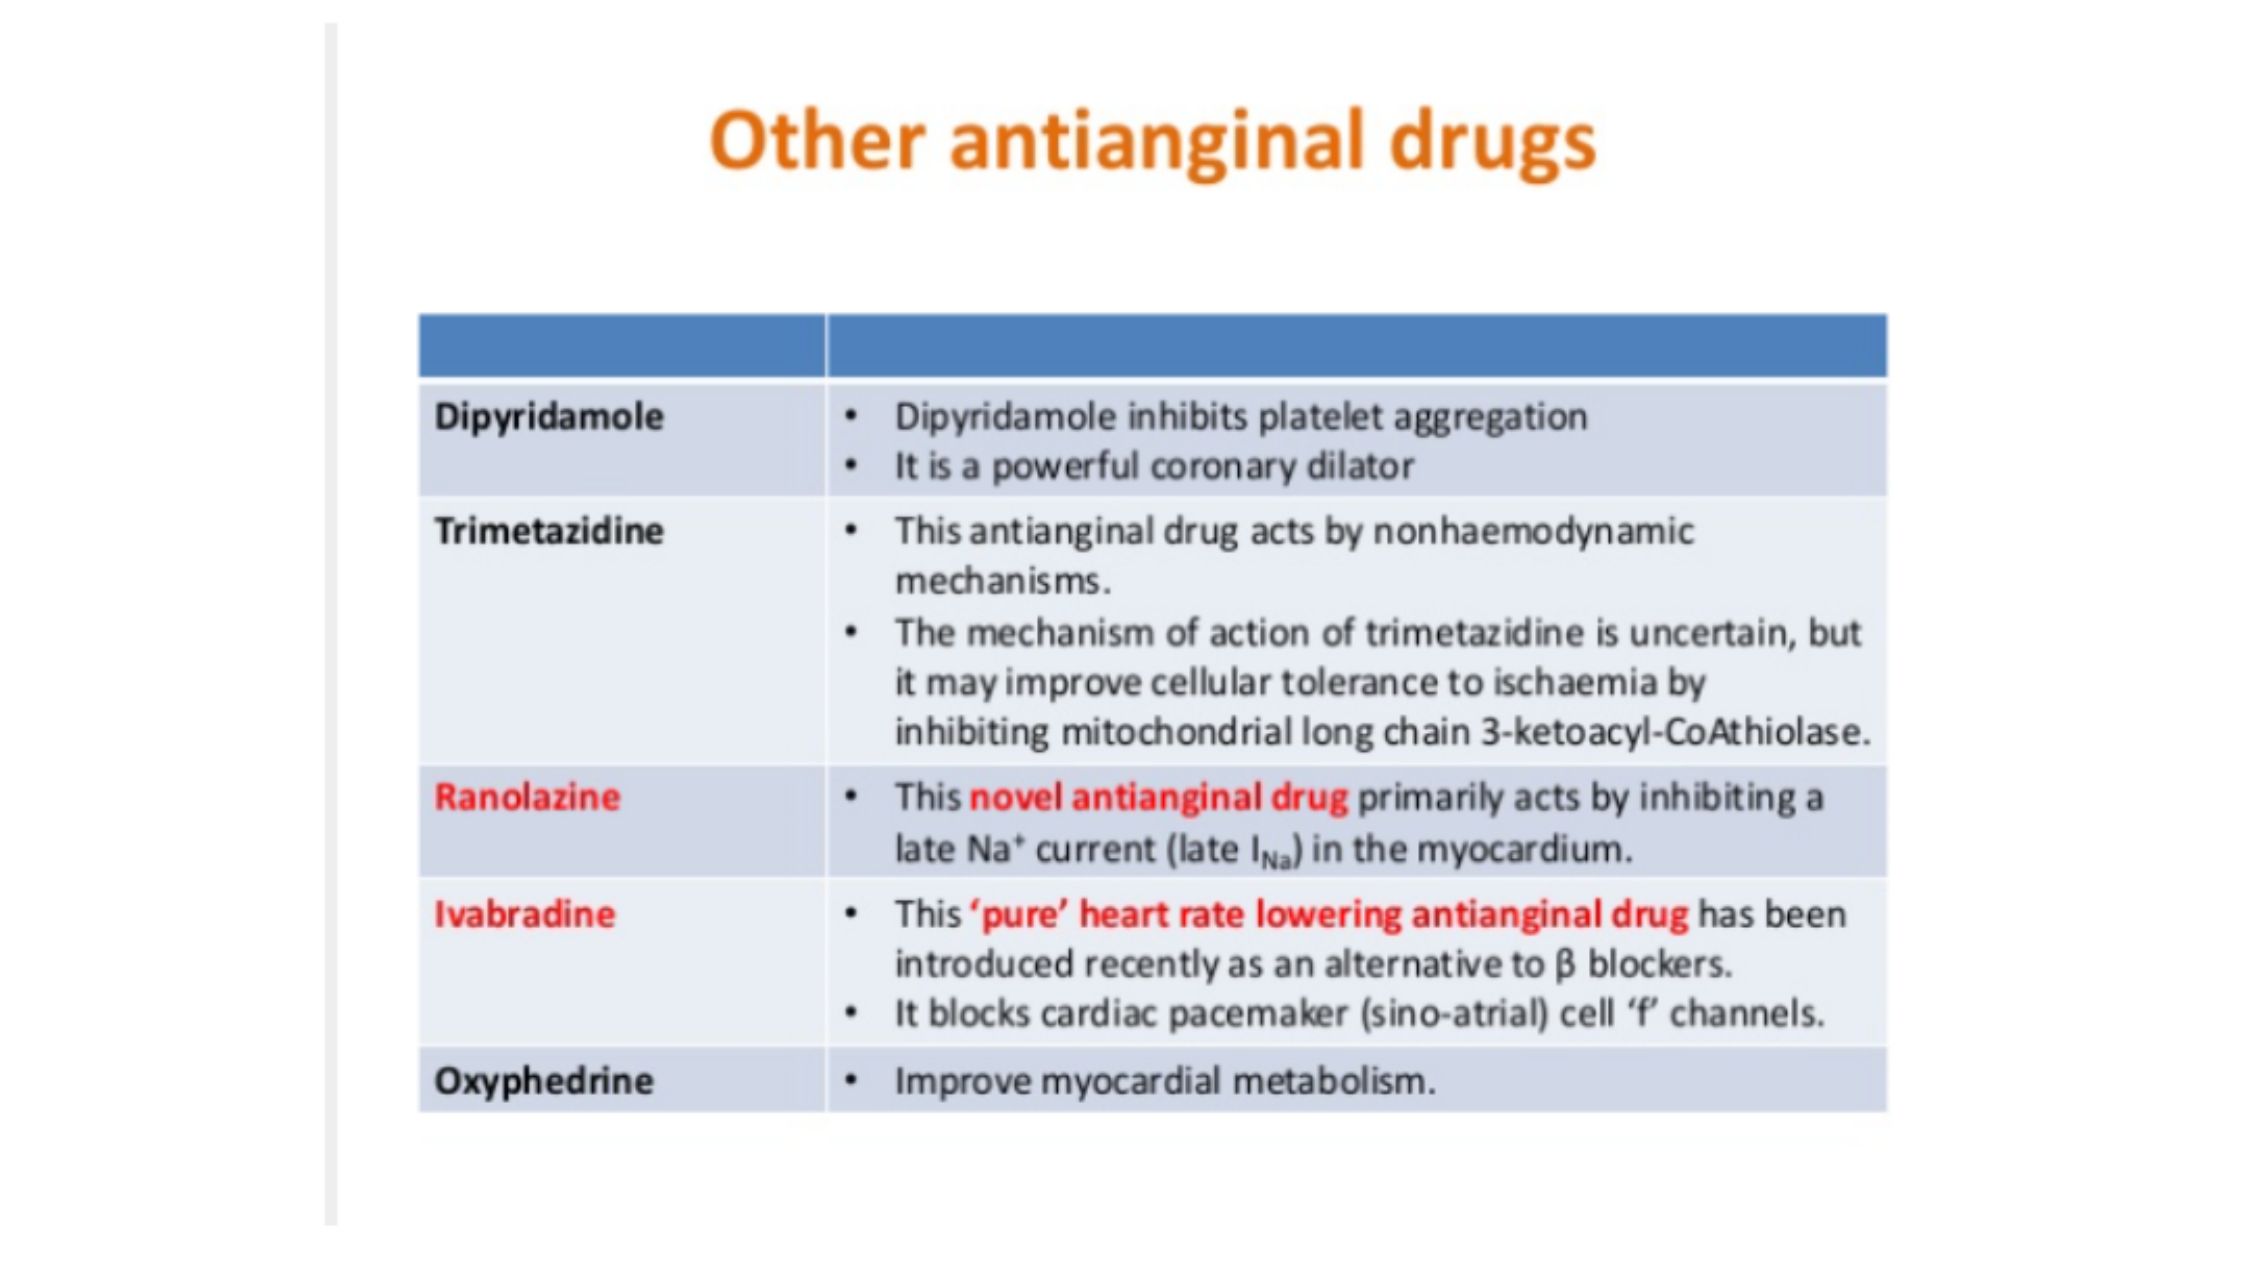 Other antianginal drugs
Dipyridamole
• Dipyridamole inhibits platelet aggregation
• It is a powerful coronary dilator
Trimetazidine
• This antianginal drug acts by nonhaemodynamic
mechanisms.
• The mechanism of action of trimetazidine is uncertain, but
it may improve cellular tolerance to ischaemia by
inhibiting mitochondrial long chain 3-ketoacyl-CoAthiolase.
Ranolazine
• This novel antianginal drug primarily acts by inhibiting a
late Na⁺ current (late I_Na) in the myocardium.
Ivabradine
• This ‘pure’ heart rate lowering antianginal drug has been
introduced recently as an alternative to β blockers.
• It blocks cardiac pacemaker (sino-atrial) cell ‘f’ channels.
Oxyphedrine
• Improve myocardial metabolism.